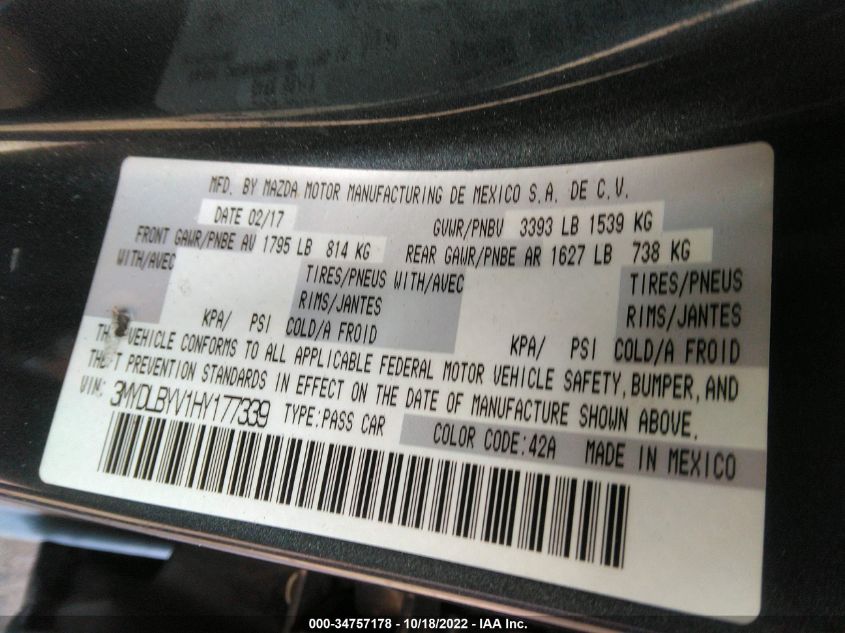 MFD. BY MAZDA MOTOR MANUFACTURING DE MEXICO S.A. DE C.V.
DATE 02/17 GVWR/PNBV 3393 LB 1539 KG
FRONT GAWR/PNBE AV 1795 LB 814 KG REAR GAWR/PNBE AR 1627 LB 738 KG
WITH/AVEC TIRES/PNEUS WITH/AVEC TIRES/PNEUS
RIMS/JANTES RIMS/JANTES
KPA/ PSI COLD/A FROID KPA/ PSI COLD/A FROID
VEHICLE CONFORMS TO ALL APPLICABLE FEDERAL MOTOR VEHICLE SAFETY, BUMPER, AND
PREVENTION STANDARDS IN EFFECT ON THE DATE OF MANUFACTURE SHOWN ABOVE.
VIN: 3MYDLBYV1HY177339 TYPE:PASS CAR COLOR CODE:42A MADE IN MEXICO
000-34757178 - 10/18/2022 - IAA Inc.